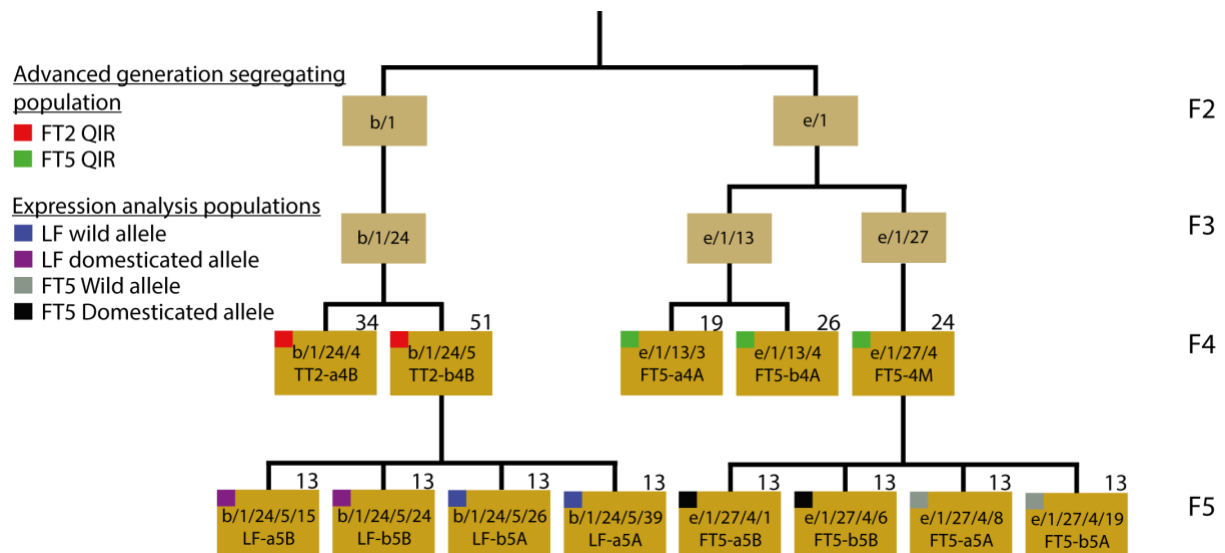 Advanced generation segregating
population
FT2 QIR
FT5 QIR
Expression analysis populations
LF wild allele
LF domesticated allele
FT5 Wild allele
FT5 Domesticated allele
b/1
e/1
F2
b/1/24
e/1/13
e/1/27
F3
34
b/1/24/4
TT2-a4B
51
b/1/24/5
TT2-b4B
19
e/1/13/3
FT5-a4A
26
e/1/13/4
FT5-b4A
24
e/1/27/4
FT5-4M
F4
13
b/1/24/5/15
LF-a5B
13
b/1/24/5/24
LF-b5B
13
b/1/24/5/26
LF-b5A
13
b/1/24/5/39
LF-a5A
13
e/1/27/4/1
FT5-a5B
13
e/1/27/4/6
FT5-b5B
13
e/1/27/4/8
FT5-a5A
13
e/1/27/4/19
FT5-b5A
F5